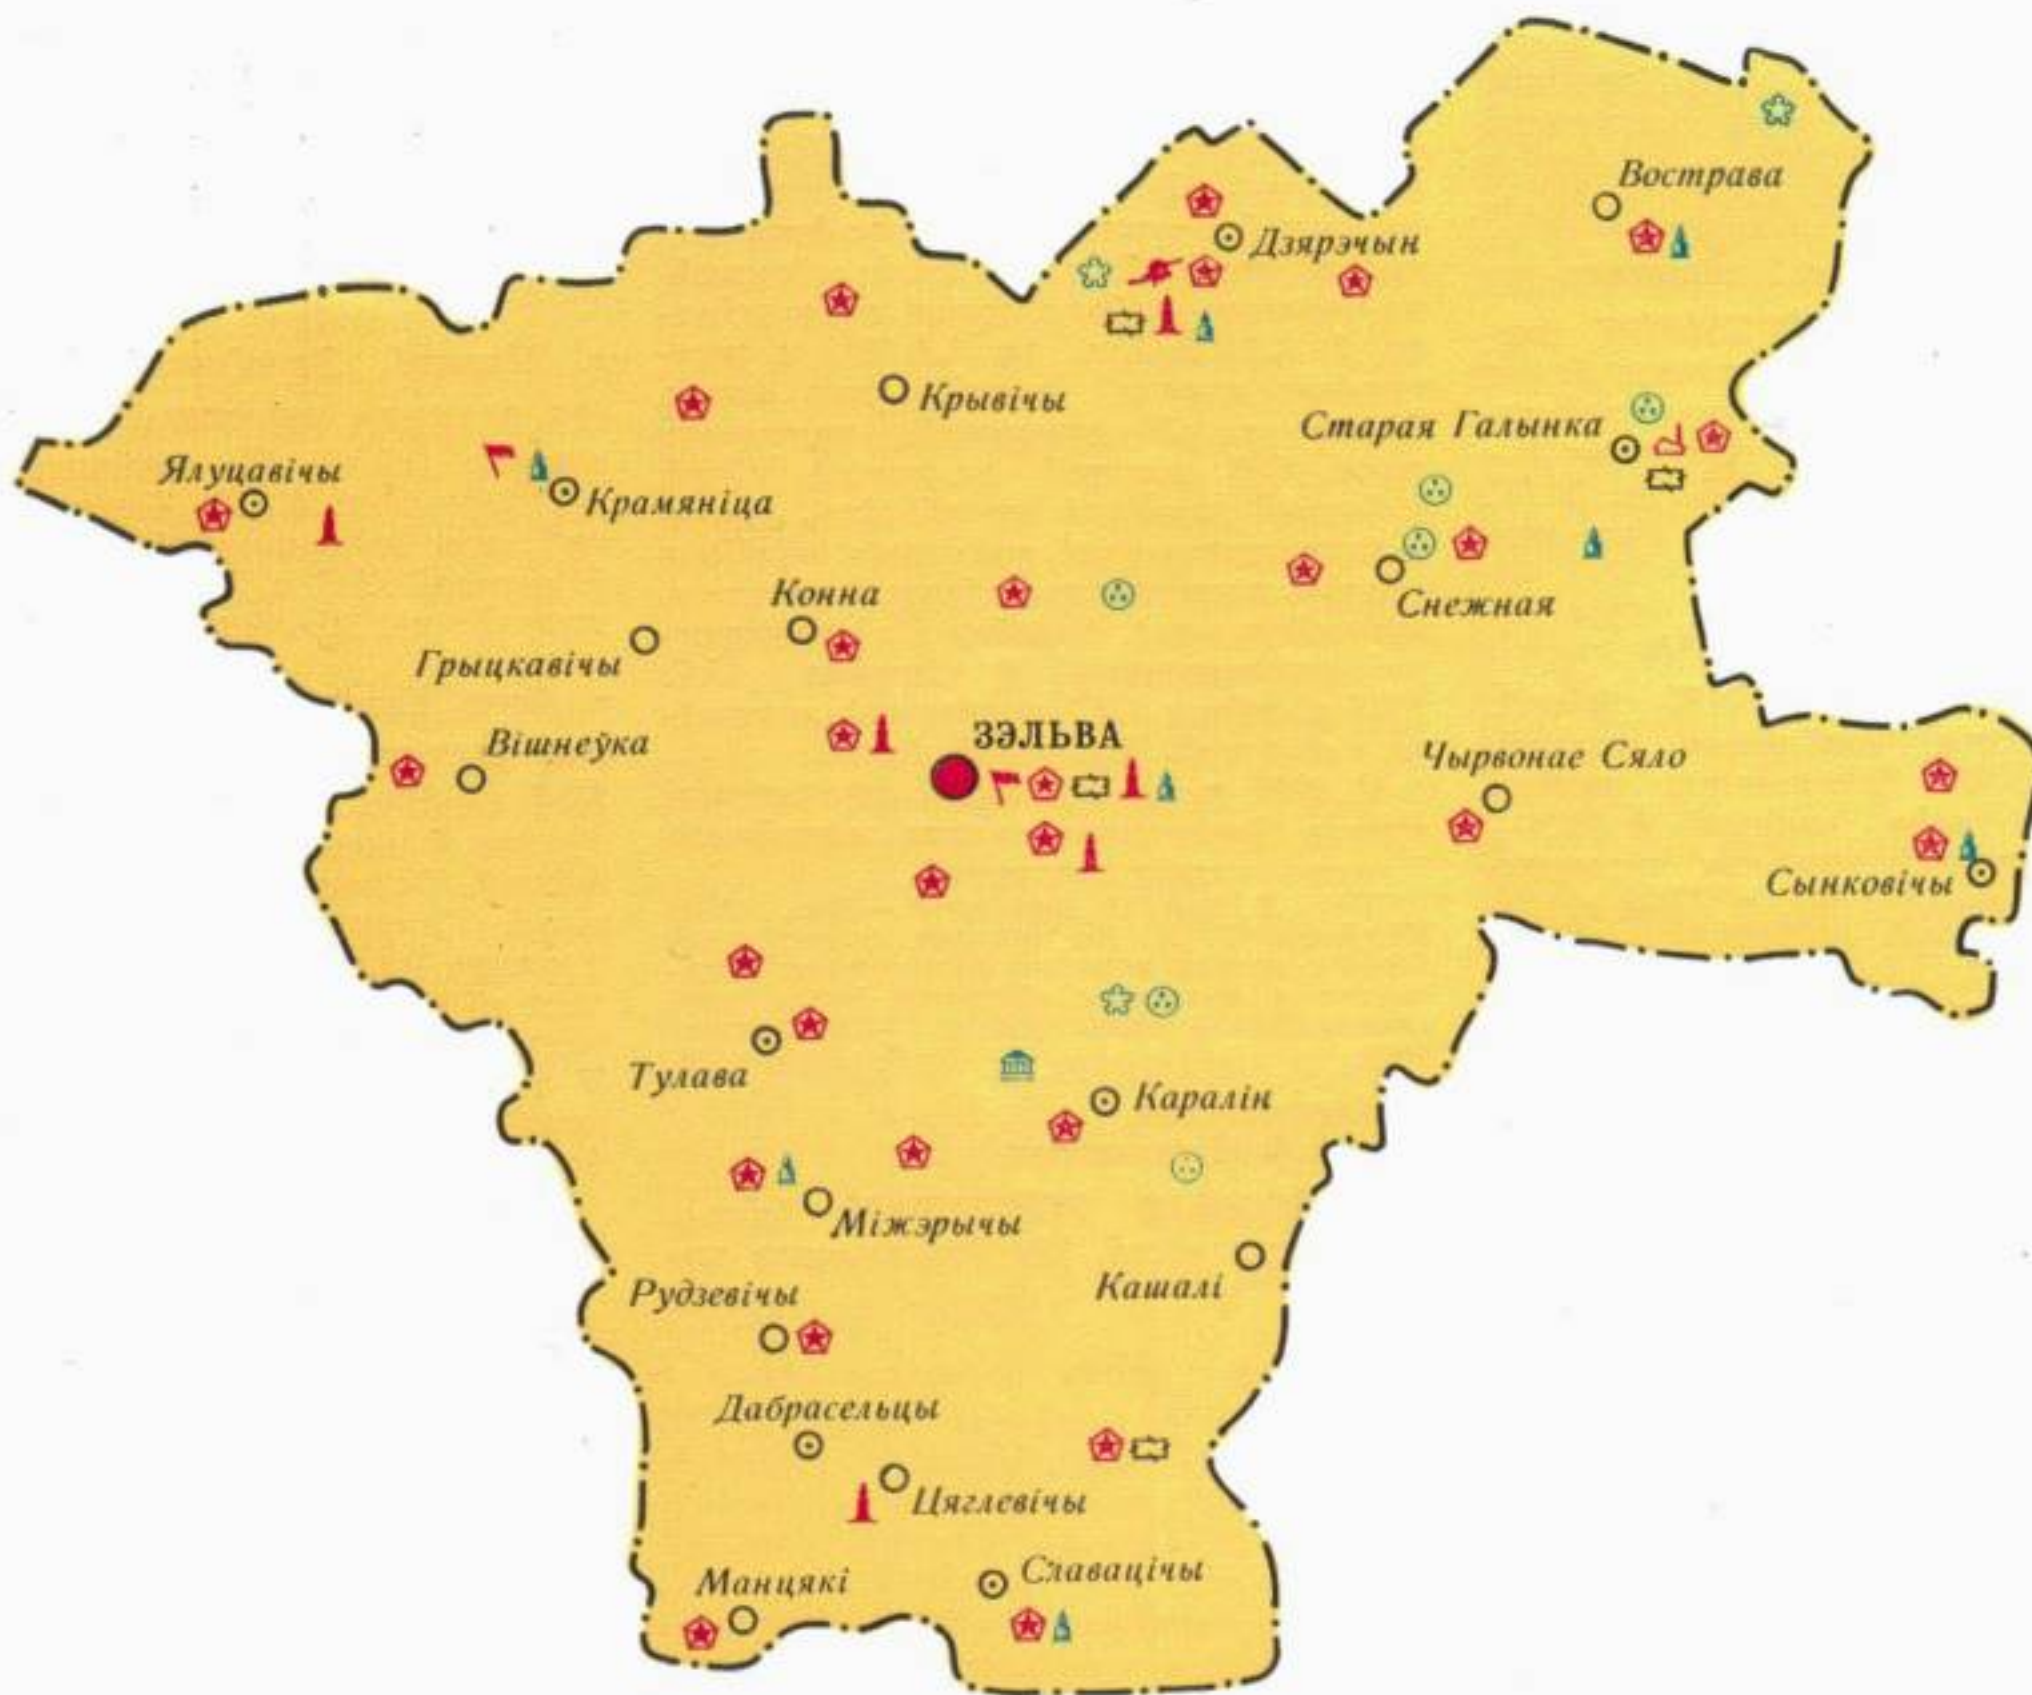 Вострава
Дзярэчын
Крывічы
Старая Галынка
Ялуцавічы
Крамяніца
Конна
Снежная
Грыцкавічы
ЗЭЛЬВА
Вішнеўка
Чырвонае Сяло
Сынковічы
Тулава
Каралін
Міжэрычы
Кашалі
Рудзевічы
Дабрасельцы
Цяглевічы
Славацічы
Манцякі